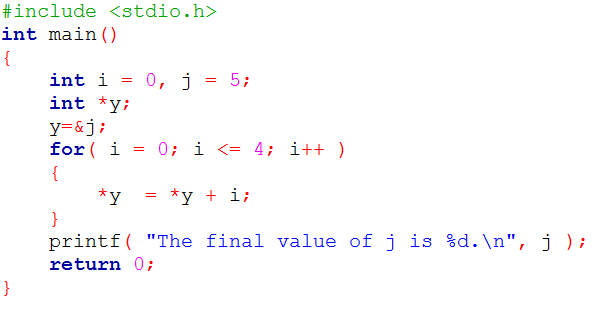 #include <stdio.h>
int main()
{
    int i = 0, j = 5;
    int *y;
    y=&j;
    for( i = 0; i <= 4; i++ )
    {
        *y  = *y + i;
    }
    printf( "The final value of j is %d.\n", j );
    return 0;
}